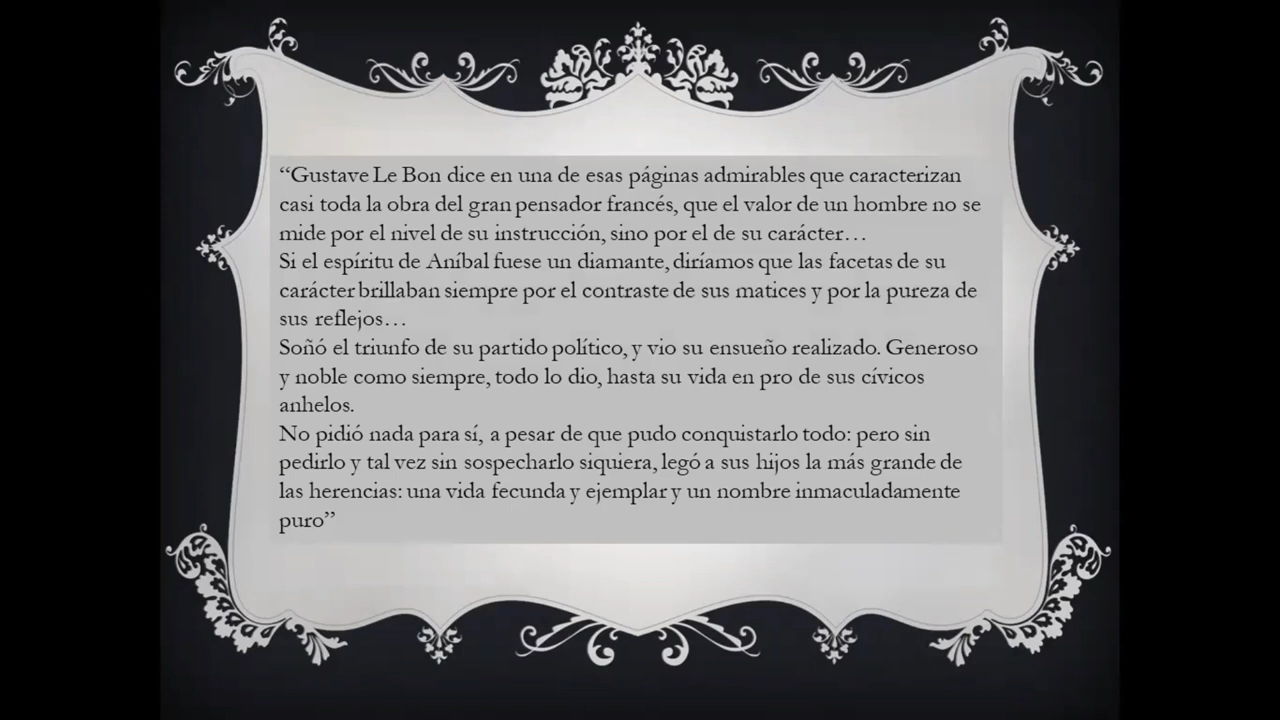 “Gustave Le Bon dice en una de esas páginas admirables que caracterizan
casi toda la obra del gran pensador francés, que el valor de un hombre no se
mide por el nivel de su instrucción, sino por el de su carácter…
Si el espíritu de Aníbal fuese un diamante, diríamos que las facetas de su
carácter brillaban siempre por el contraste de sus matices y por la pureza de
sus reflejos…
Soñó el triunfo de su partido político, y vio su ensueño realizado. Generoso
y noble como siempre, todo lo dio, hasta su vida en pro de sus cívicos
anhelos.
No pidió nada para sí, a pesar de que pudo conquistarlo todo: pero sin
pedirlo y tal vez sin sospecharlo siquiera, legó a sus hijos la más grande de
las herencias: una vida fecunda y ejemplar y un nombre inmaculadamente
puro”